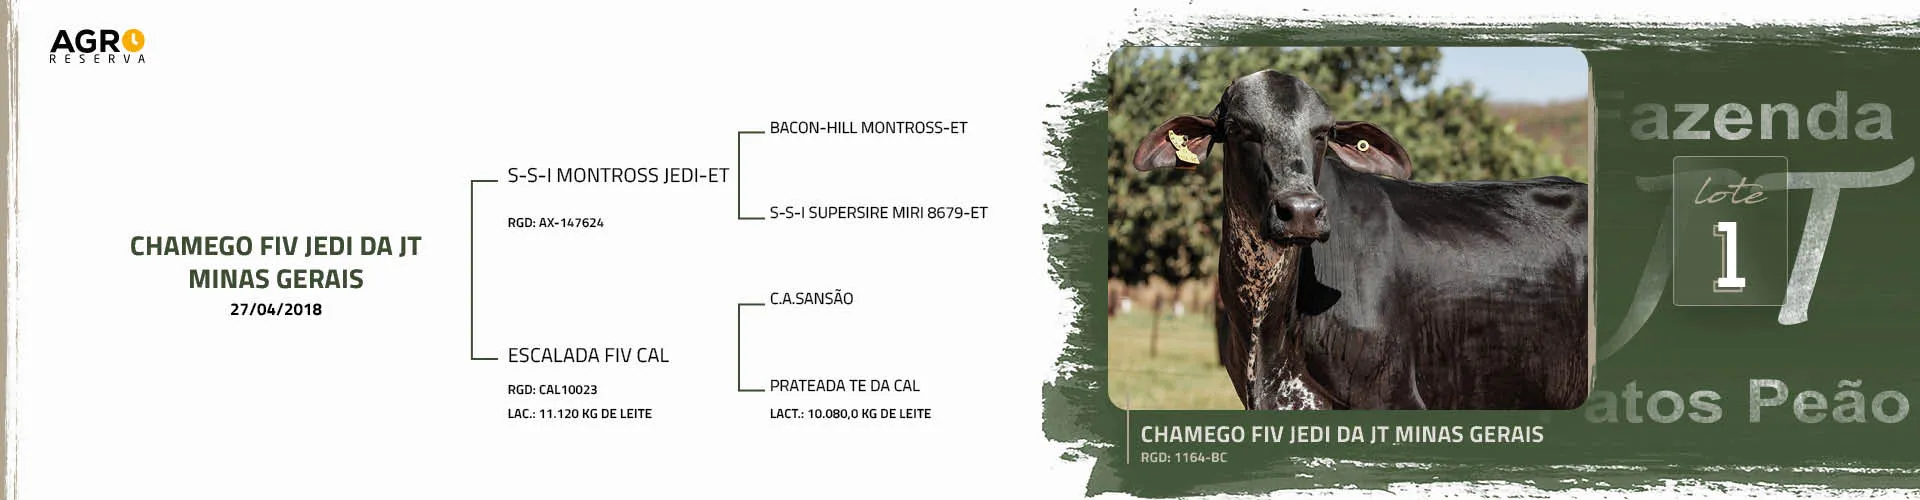 AGRO
RESERVA
CHAMEGO FIV JEDI DA JT
MINAS GERAIS
27/04/2018
S-S-I MONTROSS JEDI-ET
RGD: AX-147624
ESCALADA FIV CAL
RGD: CAL10023
LAC.: 11.120 KG DE LEITE
BACON-HILL MONTROSS-ET
S-S-I SUPERSIRE MIRI 8679-ET
C.A.SANSÃO
PRATEADA TE DA CAL
LACT.: 10.080,0 KG DE LEITE
Fazenda
JT
lote
1
atos Peão
CHAMEGO FIV JEDI DA JT MINAS GERAIS
RGD: 1164-BC